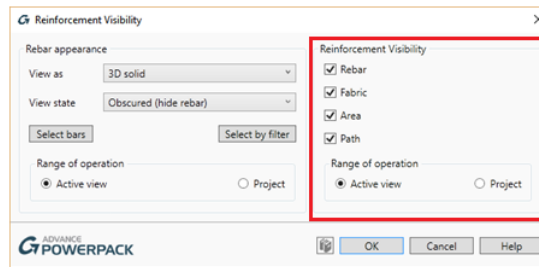 Reinforcement Visibility
Rebar appearance
View as
3D solid
View state
Obscured (hide rebar)
Select bars
Select by filter
Range of operation
Active view
Project
Reinforcement Visibility
Rebar
Fabric
Area
Path
Range of operation
Active view
Project
ADVANCE
POWERPACK
OK
Cancel
Help